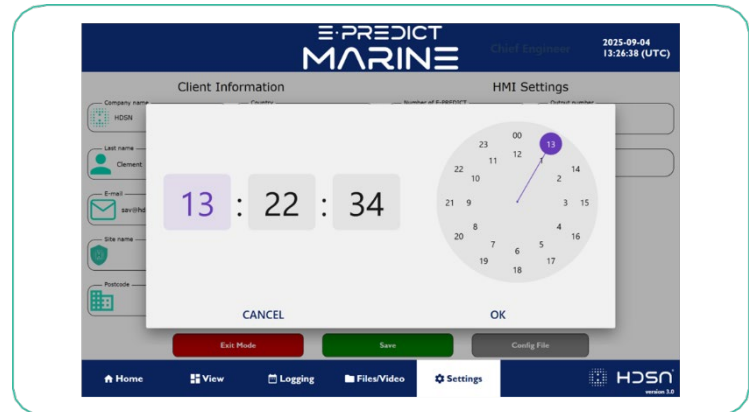 E·PREDICT
MARINE
Chief Engineer
2025-09-04
13:26:38 (UTC)
Client Information
HMI Settings
Company name
Country
Number of E-PREDICT
Output number
HDSN
Last name
Clement
E-mail
sav@hd
Site name
Postcode
13 : 22 : 34
00
13
14
15
16
17
18
19
20
21
22
23
12
1
2
3
4
5
6
7
8
9
10
11
CANCEL
OK
Exit Mode
Save
Config File
Home
View
Logging
Files/Video
Settings
HDSN
version 3.0